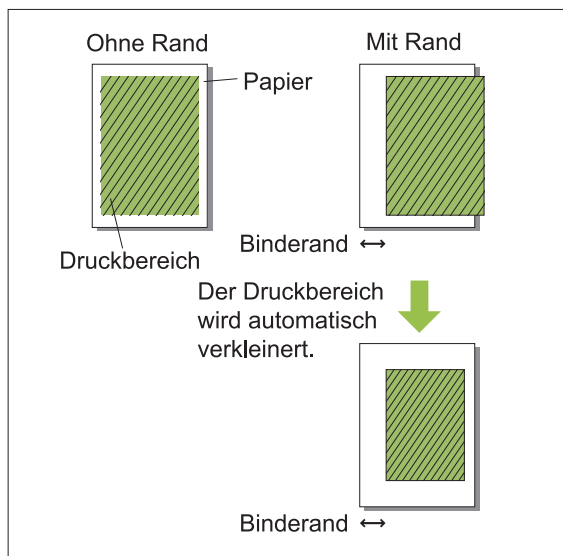 Ohne Rand
Mit Rand
Papier
Druckbereich
Binderand
Der Druckbereich
wird automatisch
verkleinert.
Binderand